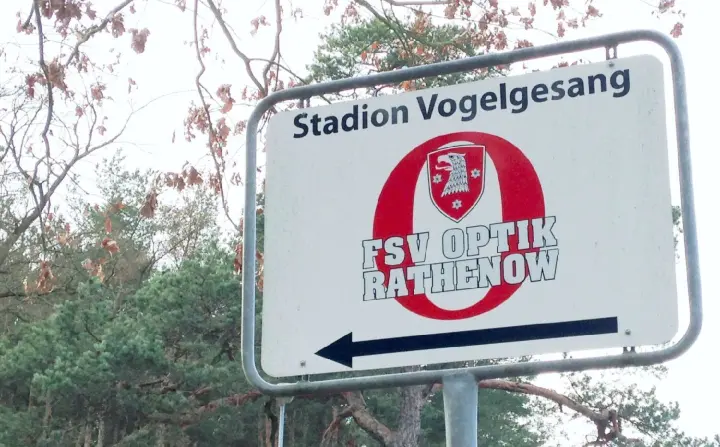 Stadion Vogelgesang
FSV OPTIK
RATHENOW